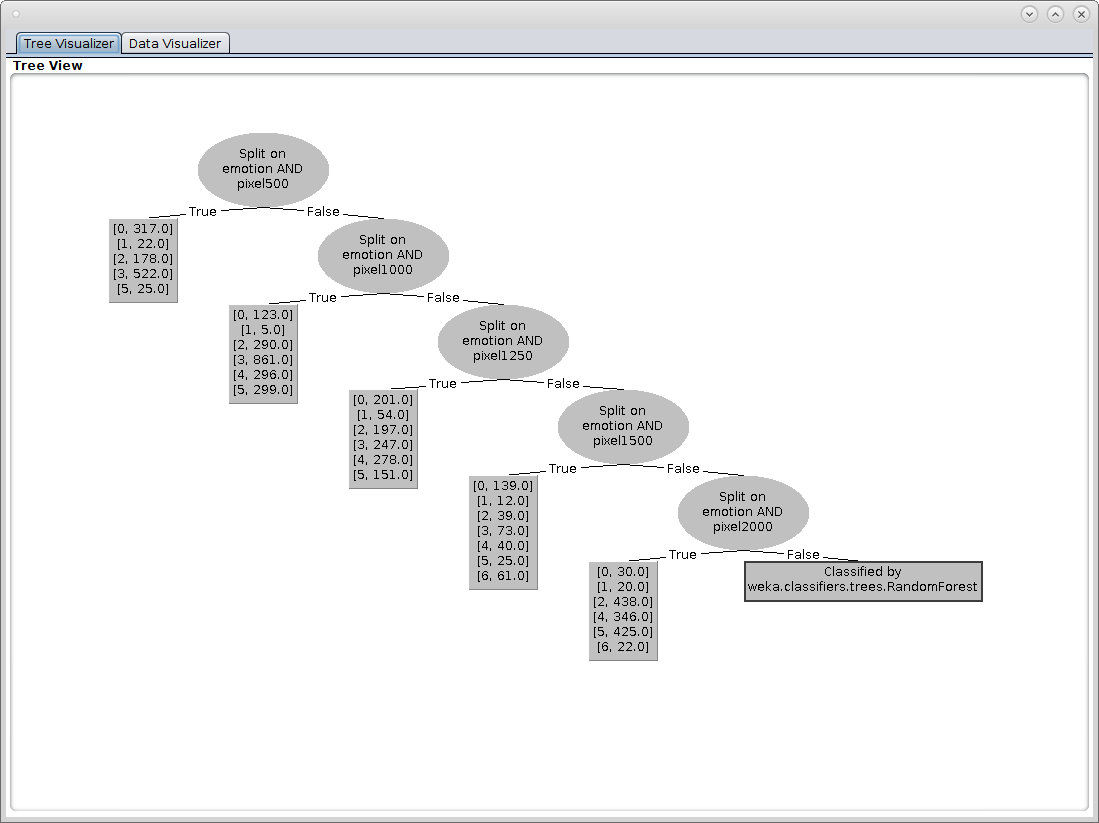 Tree Visualizer
Data Visualizer
Tree View
Split on
emotion AND
pixel500
True
False
[0, 317.0]
[1, 22.0]
[2, 178.0]
[3, 522.0]
[5, 25.0]
Split on
emotion AND
pixel1000
True
False
[0, 123.0]
[1, 5.0]
[2, 290.0]
[3, 861.0]
[4, 296.0]
[5, 299.0]
Split on
emotion AND
pixel1250
True
False
[0, 201.0]
[1, 54.0]
[2, 197.0]
[3, 247.0]
[4, 278.0]
[5, 151.0]
Split on
emotion AND
pixel1500
True
False
[0, 139.0]
[1, 12.0]
[2, 39.0]
[3, 73.0]
[4, 40.0]
[5, 25.0]
[6, 61.0]
Split on
emotion AND
pixel2000
True
False
[0, 30.0]
[1, 20.0]
[2, 438.0]
[4, 346.0]
[5, 425.0]
[6, 22.0]
Classified by
weka.classifiers.trees.RandomForest